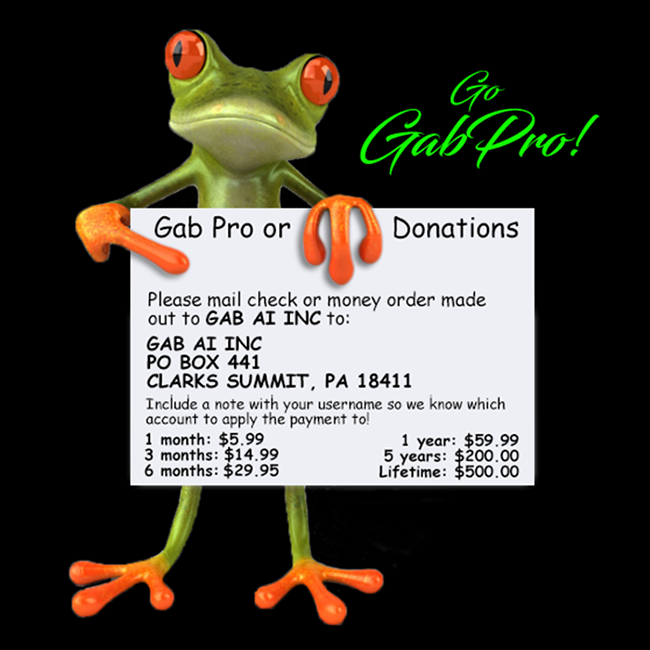 Go
GabPro!
Gab Pro or Donations
Please mail check or money order made
out to GAB AI INC to:
GAB AI INC
PO BOX 441
CLARKS SUMMIT, PA 18411
Include a note with your username so we know which
account to apply the payment to!
1 month: $5.99 1 year: $59.99
3 months: $14.99 5 years: $200.00
6 months: $29.95 Lifetime: $500.00